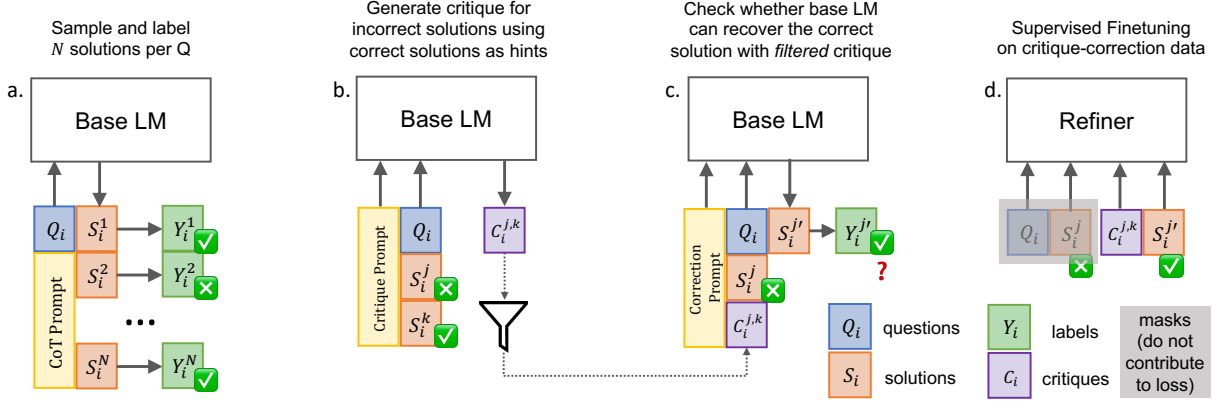 Sample and label
N solutions per Q
a.
Base LM
Q_i
S_i^1
Y_i^1
S_i^2
Y_i^2
CoT Prompt
...
S_i^N
Y_i^N
Generate critique for
incorrect solutions using
correct solutions as hints
b.
Base LM
Critique Prompt
Q_i
C_i^{j,k}
S_i^j
S_i^k
Check whether base LM
can recover the correct
solution with filtered critique
c.
Base LM
Correction
Prompt
Q_i
S_i^{j′}
Y_i^{j′}
?
S_i^j
C_i^{j,k}
Supervised Finetuning
on critique-correction data
d.
Refiner
Q_i
S_i^j
C_i^{j,k}
S_i^{j′}
Q_i questions
Y_i labels
S_i solutions
C_i critiques
masks
(do not
contribute
to loss)